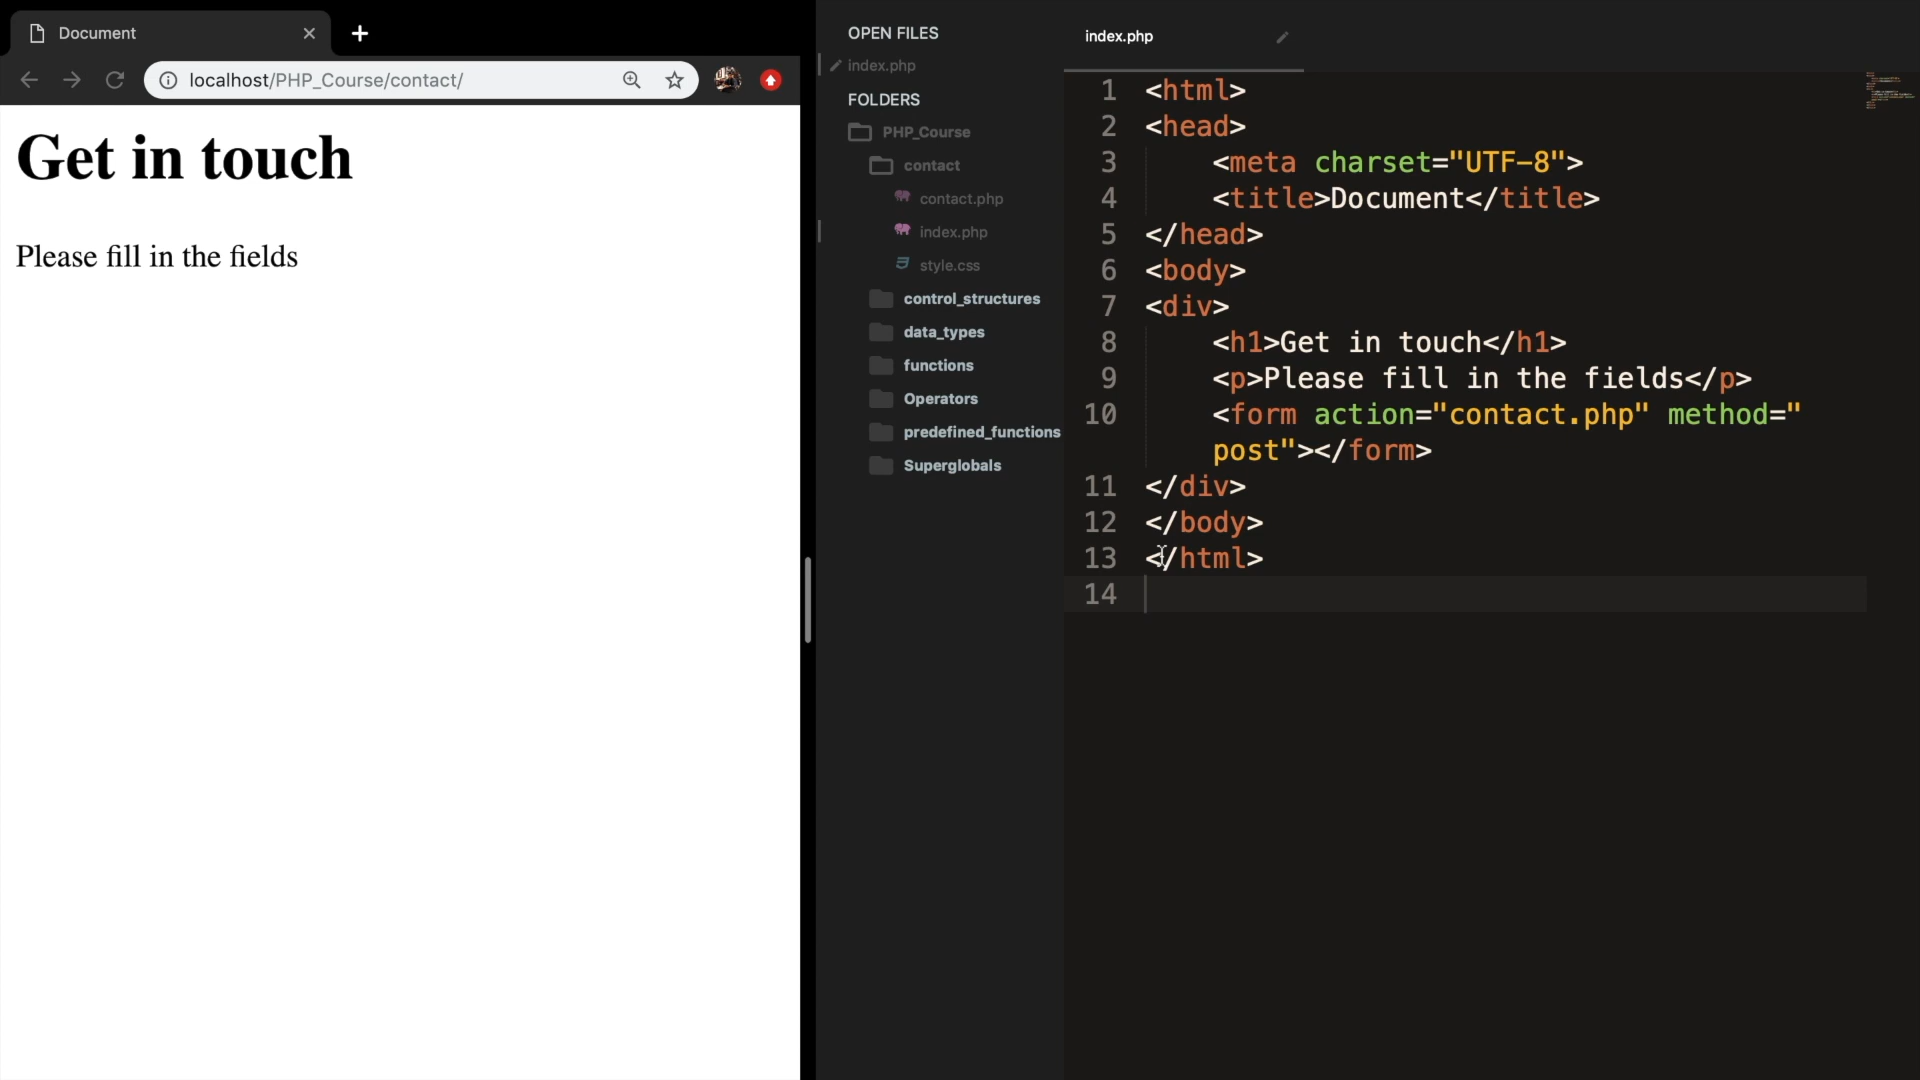 Document
localhost/PHP_Course/contact/
Get in touch
Please fill in the fields
OPEN FILES
index.php
FOLDERS
PHP_Course
contact
contact.php
index.php
style.css
control_structures
data_types
functions
Operators
predefined_functions
Superglobals
index.php
1 <html>
2 <head>
3 <meta charset="UTF-8">
4 <title>Document</title>
5 </head>
6 <body>
7 <div>
8 <h1>Get in touch</h1>
9 <p>Please fill in the fields</p>
10 <form action="contact.php" method="
post"></form>
11 </div>
12 </body>
13 </html>
14